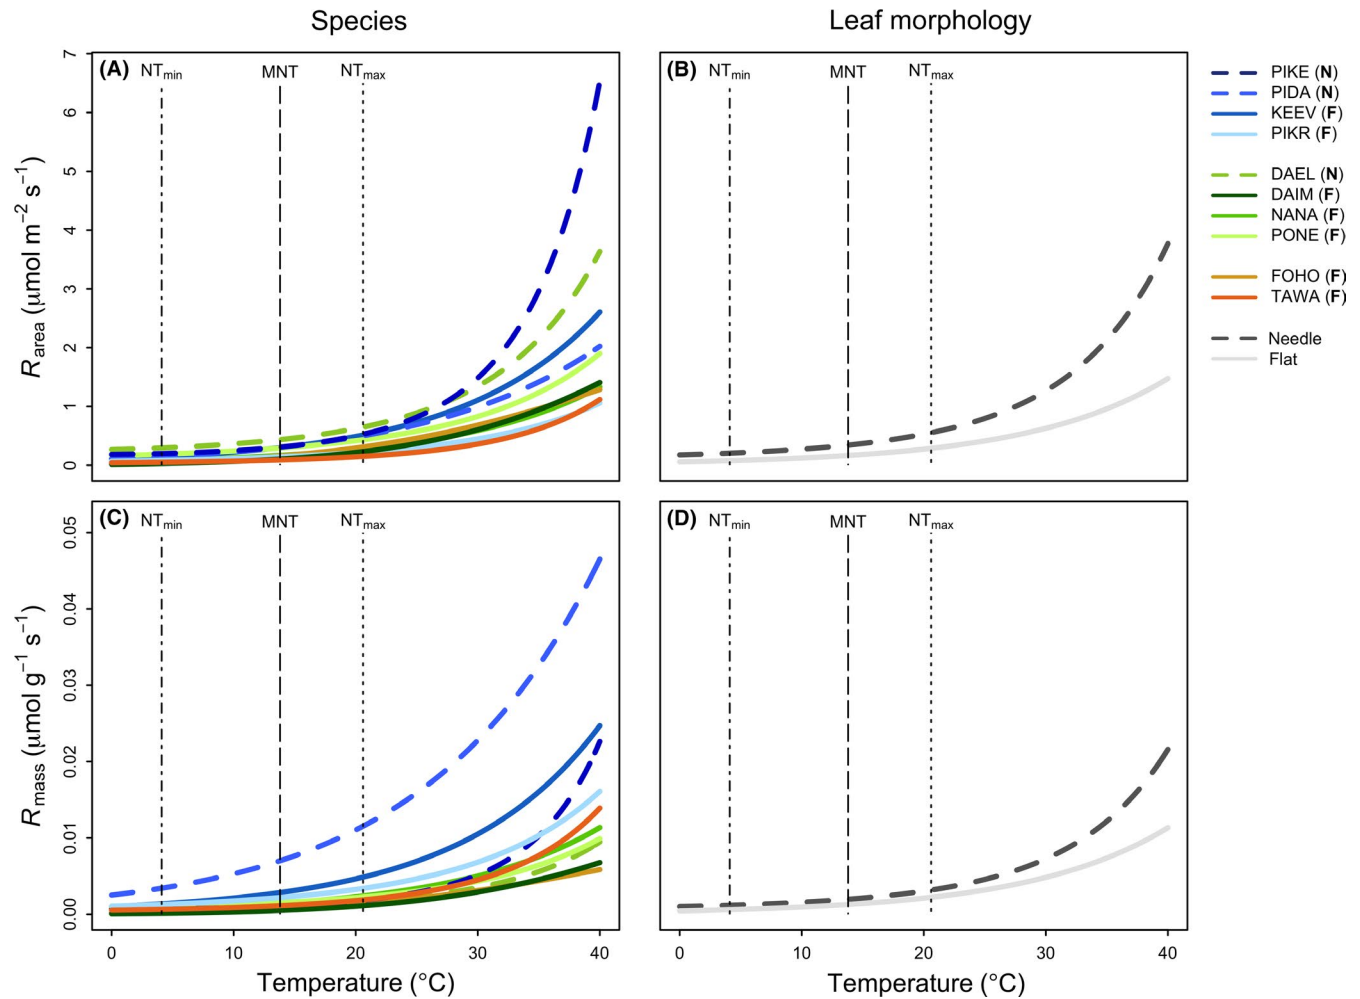 Species
Leaf morphology
(A) NTmin MNT NTmax
(B) NTmin MNT NTmax
7
6
5
4
3
2
1
0
Rarea (μmol m−2 s−1)
PIKE (N)
PIDA (N)
KEEV (F)
PIKR (F)
DAEL (N)
DAIM (F)
NANA (F)
PONE (F)
FOHO (F)
TAWA (F)
Needle
Flat
(C) NTmin MNT NTmax
(D) NTmin MNT NTmax
0.05
0.04
0.03
0.02
0.01
0.00
Rmass (μmol g−1 s−1)
0 10 20 30 40
0 10 20 30 40
Temperature (°C)
Temperature (°C)